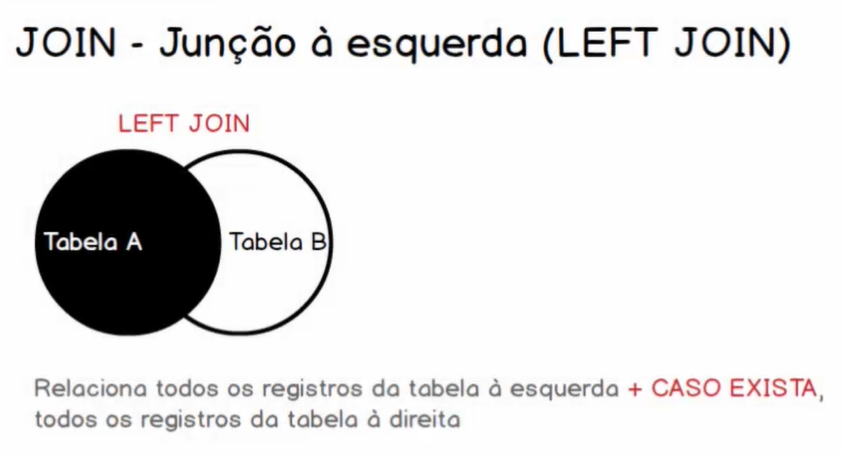 JOIN - Junção à esquerda (LEFT JOIN)
LEFT JOIN
Tabela A
Tabela B
Relaciona todos os registros da tabela à esquerda + CASO EXISTA,
todos os registros da tabela à direita